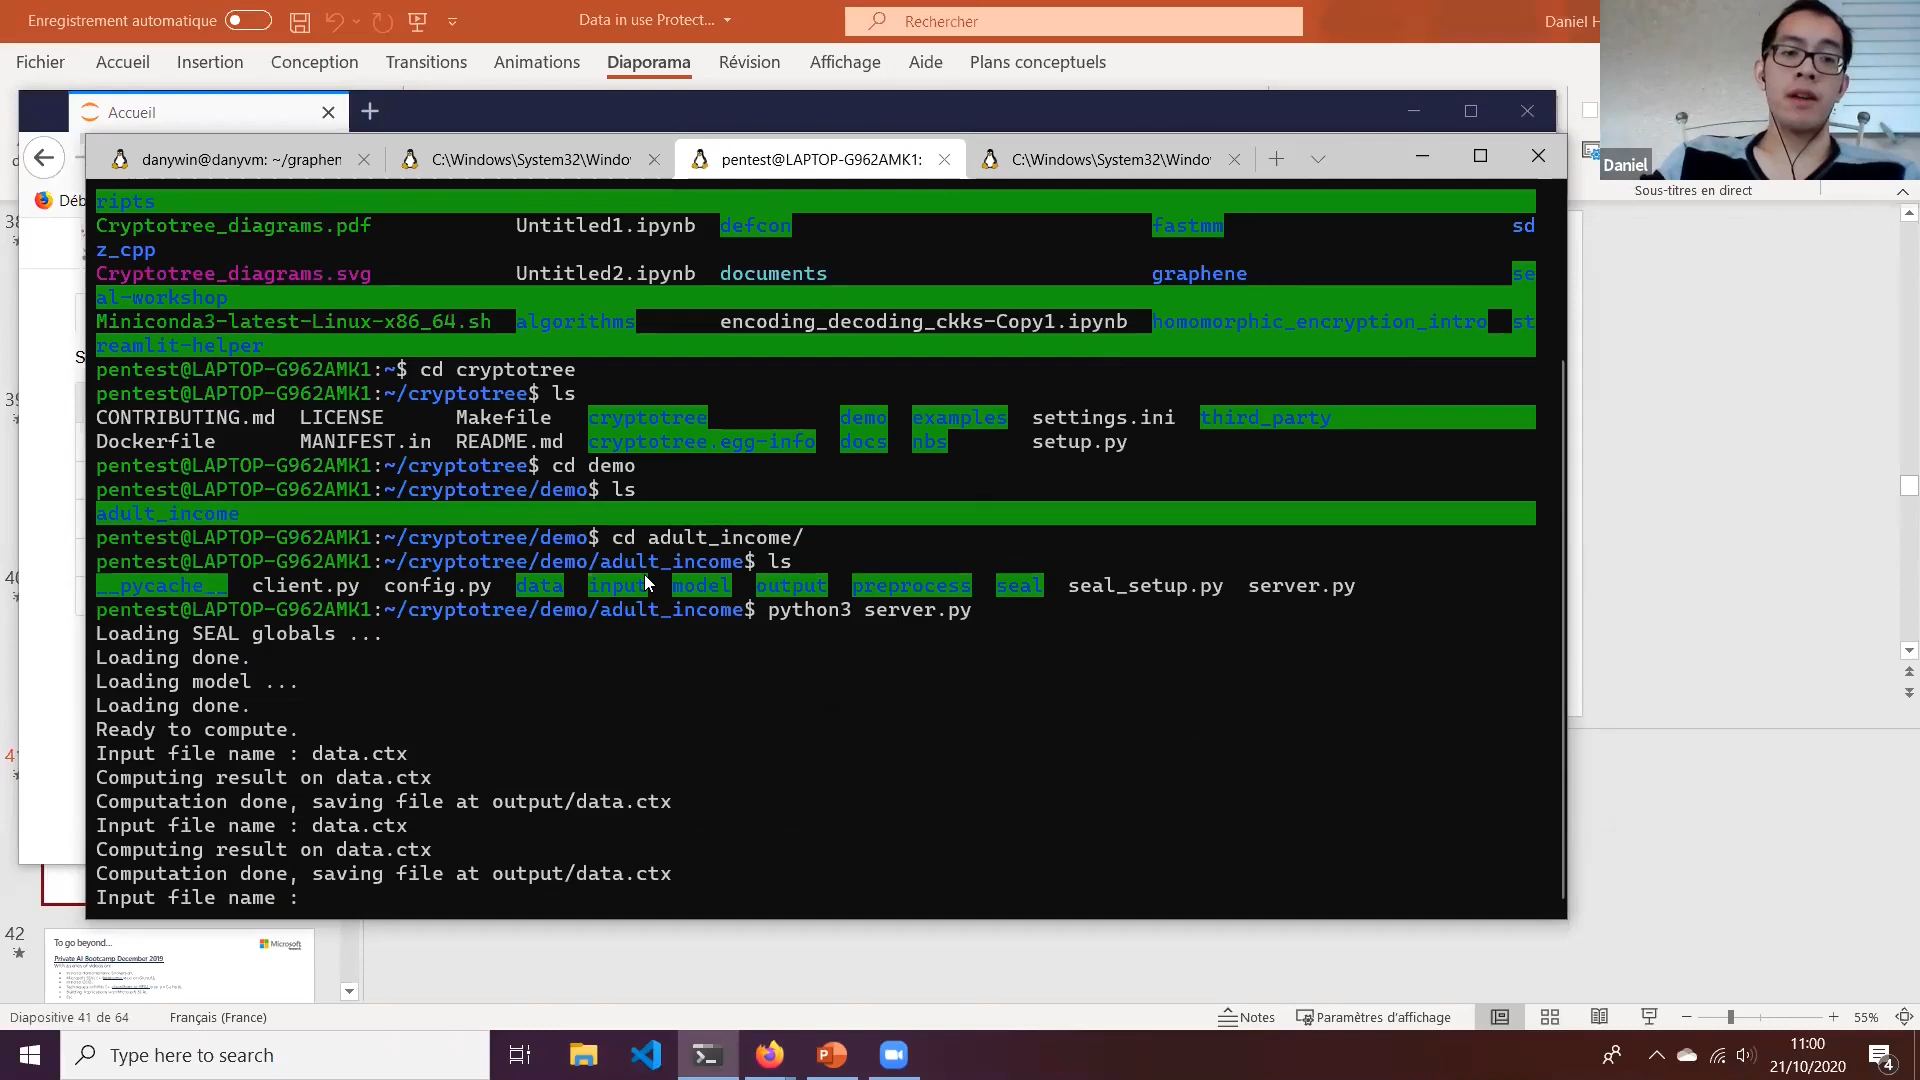 Enregistrement automatique
Data in use Protect...
Rechercher
Daniel H
Fichier Accueil Insertion Conception Transitions Animations Diaporama Révision Affichage Aide Plans conceptuels
Accueil
danywin@danyvm: ~/graphen
C:\Windows\System32\Windo
pentest@LAPTOP-G962AMK1:
C:\Windows\System32\Windo
Daniel
Sous-titres en direct
Déb
ripts
Cryptotree_diagrams.pdf Untitled1.ipynb defcon fastmm sd
z_cpp
Cryptotree_diagrams.svg Untitled2.ipynb documents graphene se
al-workshop
Miniconda3-latest-Linux-x86_64.sh algorithms encoding_decoding_ckks-Copy1.ipynb homomorphic_encryption_intro st
reamlit-helper
pentest@LAPTOP-G962AMK1:~$ cd cryptotree
pentest@LAPTOP-G962AMK1:~/cryptotree$ ls
CONTRIBUTING.md LICENSE Makefile cryptotree demo examples settings.ini third_party
Dockerfile MANIFEST.in README.md cryptotree.egg-info docs nbs setup.py
pentest@LAPTOP-G962AMK1:~/cryptotree$ cd demo
pentest@LAPTOP-G962AMK1:~/cryptotree/demo$ ls
adult_income
pentest@LAPTOP-G962AMK1:~/cryptotree/demo$ cd adult_income/
pentest@LAPTOP-G962AMK1:~/cryptotree/demo/adult_income$ ls
__pycache__ client.py config.py data input model output preprocess seal seal_setup.py server.py
pentest@LAPTOP-G962AMK1:~/cryptotree/demo/adult_income$ python3 server.py
Loading SEAL globals ...
Loading done.
Loading model ...
Loading done.
Ready to compute.
Input file name : data.ctx
Computing result on data.ctx
Computation done, saving file at output/data.ctx
Input file name : data.ctx
Computing result on data.ctx
Computation done, saving file at output/data.ctx
Input file name :
42
To go beyond...
Microsoft
Private AI Bootcamp December 2019
Diapositive 41 de 64 Français (France)
Notes Paramètres d'affichage 55%
Type here to search
11:00
21/10/2020
4